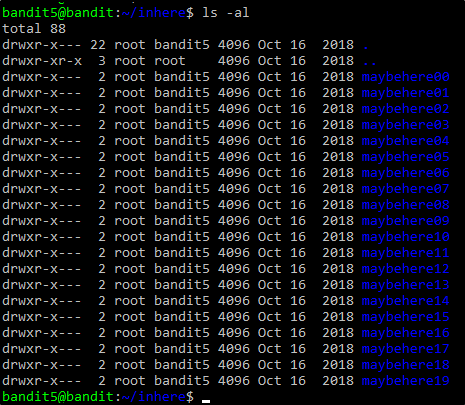 bandit5@bandit:~/inhere$ ls -al
total 88
drwxr-x--- 22 root bandit5 4096 Oct 16  2018 .
drwxr-xr-x  3 root root    4096 Oct 16  2018 ..
drwxr-x---  2 root bandit5 4096 Oct 16  2018 maybehere00
drwxr-x---  2 root bandit5 4096 Oct 16  2018 maybehere01
drwxr-x---  2 root bandit5 4096 Oct 16  2018 maybehere02
drwxr-x---  2 root bandit5 4096 Oct 16  2018 maybehere03
drwxr-x---  2 root bandit5 4096 Oct 16  2018 maybehere04
drwxr-x---  2 root bandit5 4096 Oct 16  2018 maybehere05
drwxr-x---  2 root bandit5 4096 Oct 16  2018 maybehere06
drwxr-x---  2 root bandit5 4096 Oct 16  2018 maybehere07
drwxr-x---  2 root bandit5 4096 Oct 16  2018 maybehere08
drwxr-x---  2 root bandit5 4096 Oct 16  2018 maybehere09
drwxr-x---  2 root bandit5 4096 Oct 16  2018 maybehere10
drwxr-x---  2 root bandit5 4096 Oct 16  2018 maybehere11
drwxr-x---  2 root bandit5 4096 Oct 16  2018 maybehere12
drwxr-x---  2 root bandit5 4096 Oct 16  2018 maybehere13
drwxr-x---  2 root bandit5 4096 Oct 16  2018 maybehere14
drwxr-x---  2 root bandit5 4096 Oct 16  2018 maybehere15
drwxr-x---  2 root bandit5 4096 Oct 16  2018 maybehere16
drwxr-x---  2 root bandit5 4096 Oct 16  2018 maybehere17
drwxr-x---  2 root bandit5 4096 Oct 16  2018 maybehere18
drwxr-x---  2 root bandit5 4096 Oct 16  2018 maybehere19
bandit5@bandit:~/inhere$